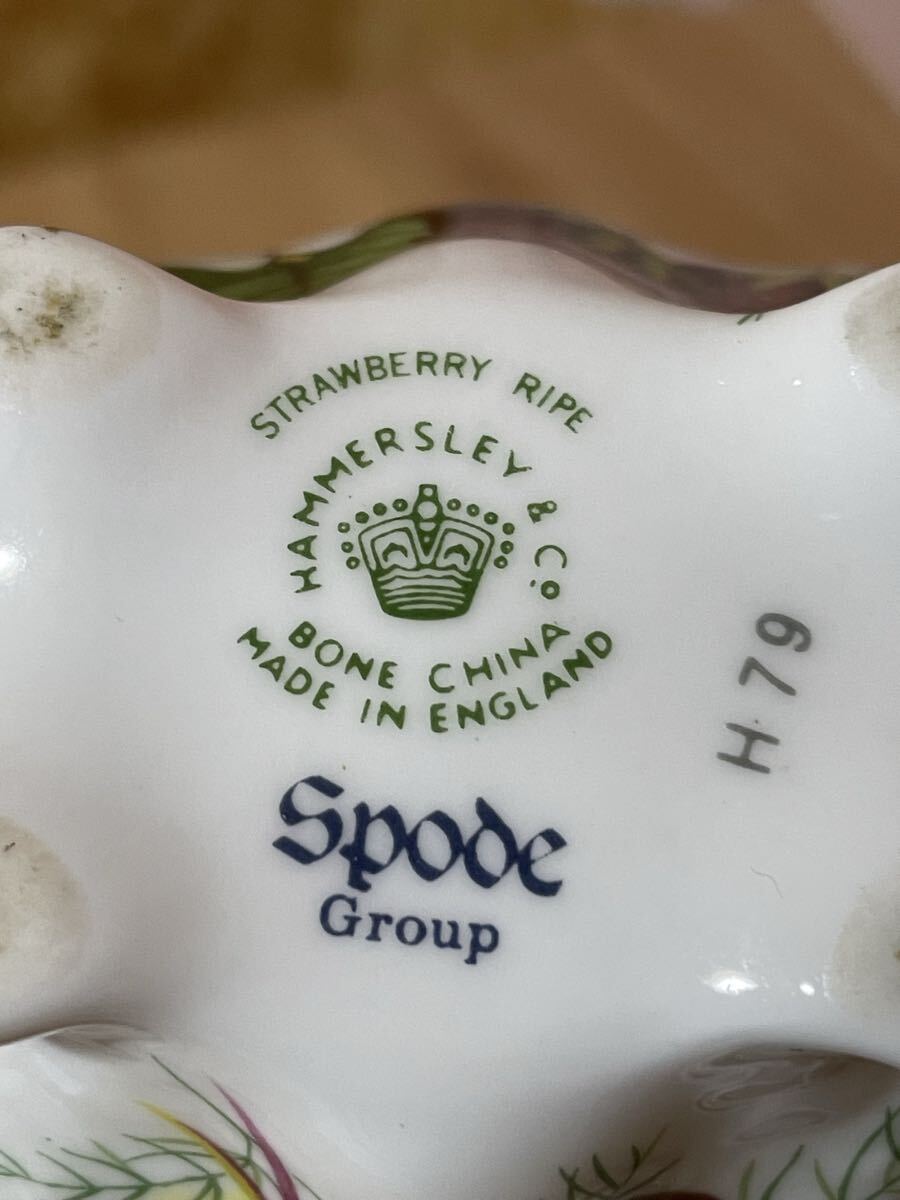 STRAWBERRY RIPE
HAMMERSLEY & Co.
BONE CHINA
MADE IN ENGLAND
H 79
Spode
Group